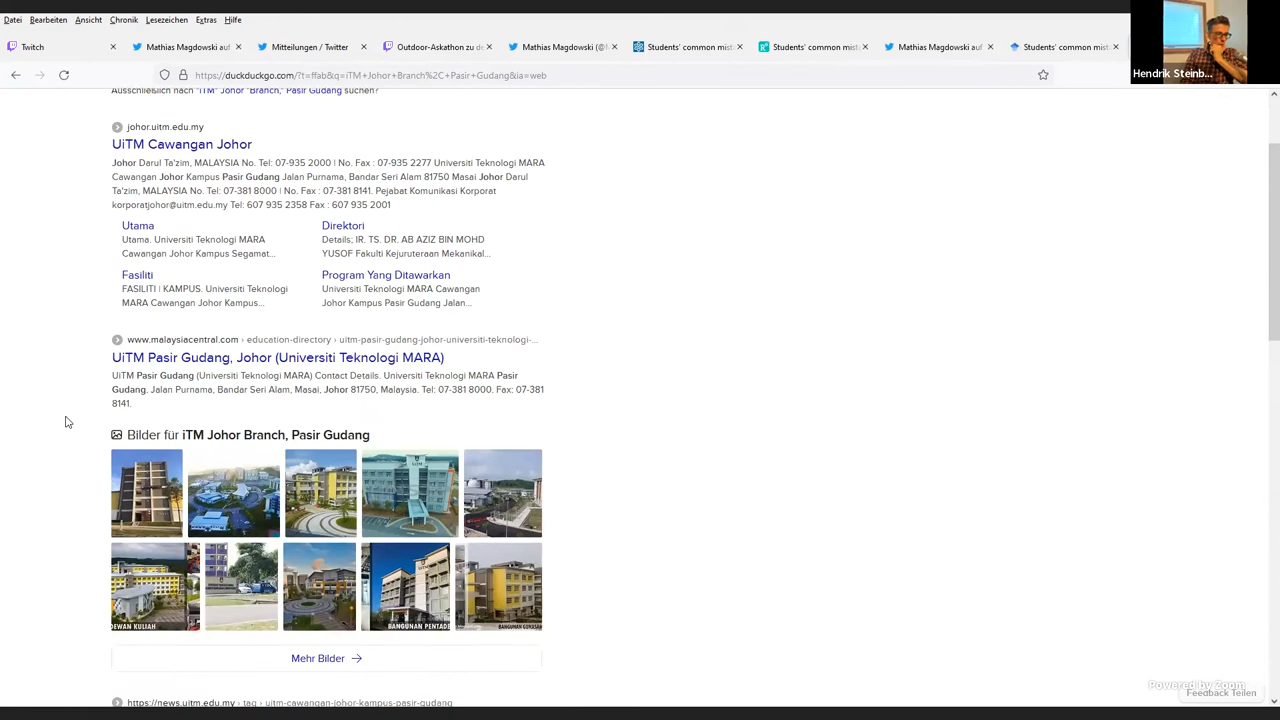 Datei Bearbeiten Ansicht Chronik Lesezeichen Extras Hilfe
Twitch
Mathias Magdowski auf
Mitteilungen / Twitter
Outdoor-Askathon zu de
Mathias Magdowski (@
Students' common mist
Students' common mist
Mathias Magdowski auf
Students' common mist
Hendrik Steinb...
https://duckduckgo.com/?t=ffab&q=iTM+Johor+Branch%2C+Pasir+Gudang&ia=web
Ausschließlich nach "iTM" Johor "Branch," Pasir Gudang suchen?
johor.uitm.edu.my
UiTM Cawangan Johor
Johor Darul Ta'zim, MALAYSIA No. Tel: 07-935 2000 | No. Fax : 07-935 2277 Universiti Teknologi MARA
Cawangan Johor Kampus Pasir Gudang Jalan Purnama, Bandar Seri Alam 81750 Masai Johor Darul
Ta'zim, MALAYSIA No. Tel: 07-381 8000 | No. Fax : 07-381 8141. Pejabat Komunikasi Korporat
korporatjohor@uitm.edu.my Tel: 607 935 2358 Fax : 607 935 2001
Utama
Utama. Universiti Teknologi MARA
Cawangan Johor Kampus Segamat...
Direktori
Details; IR. TS. DR. AB AZIZ BIN MOHD
YUSOF Fakulti Kejuruteraan Mekanikal...
Fasiliti
FASILITI | KAMPUS. Universiti Teknologi
MARA Cawangan Johor Kampus...
Program Yang Ditawarkan
Universiti Teknologi MARA Cawangan
Johor Kampus Pasir Gudang Jalan...
www.malaysiacentral.com › education-directory › uitm-pasir-gudang-johor-universiti-teknologi-...
UiTM Pasir Gudang, Johor (Universiti Teknologi MARA)
UiTM Pasir Gudang (Universiti Teknologi MARA) Contact Details. Universiti Teknologi MARA Pasir
Gudang. Jalan Purnama, Bandar Seri Alam, Masai, Johor 81750, Malaysia. Tel: 07-381 8000. Fax: 07-381
8141.
Bilder für iTM Johor Branch, Pasir Gudang
DEWAN KULIAH
BANGUNAN PENTADB
Mehr Bilder
https://news.uitm.edu.my › tag › uitm-cawangan-johor-kampus-pasir-gudang
Powered by Zoom
Feedback Teilen